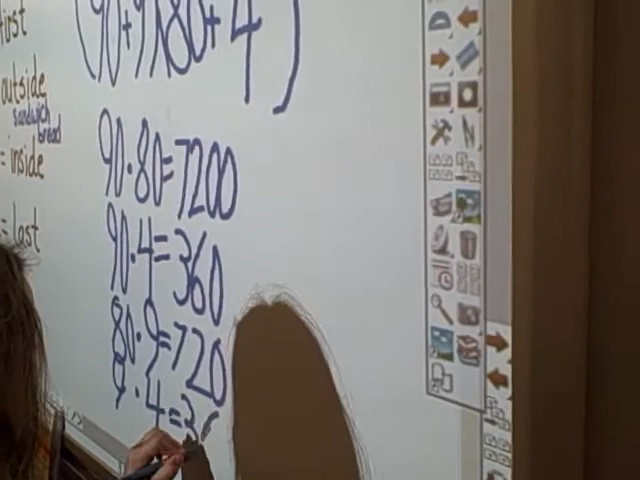 first
(90+9)(80+4)
outside
sandwich
bread
90·80=7200
= inside
90·4=360
= last
80·9=720
9·4=3